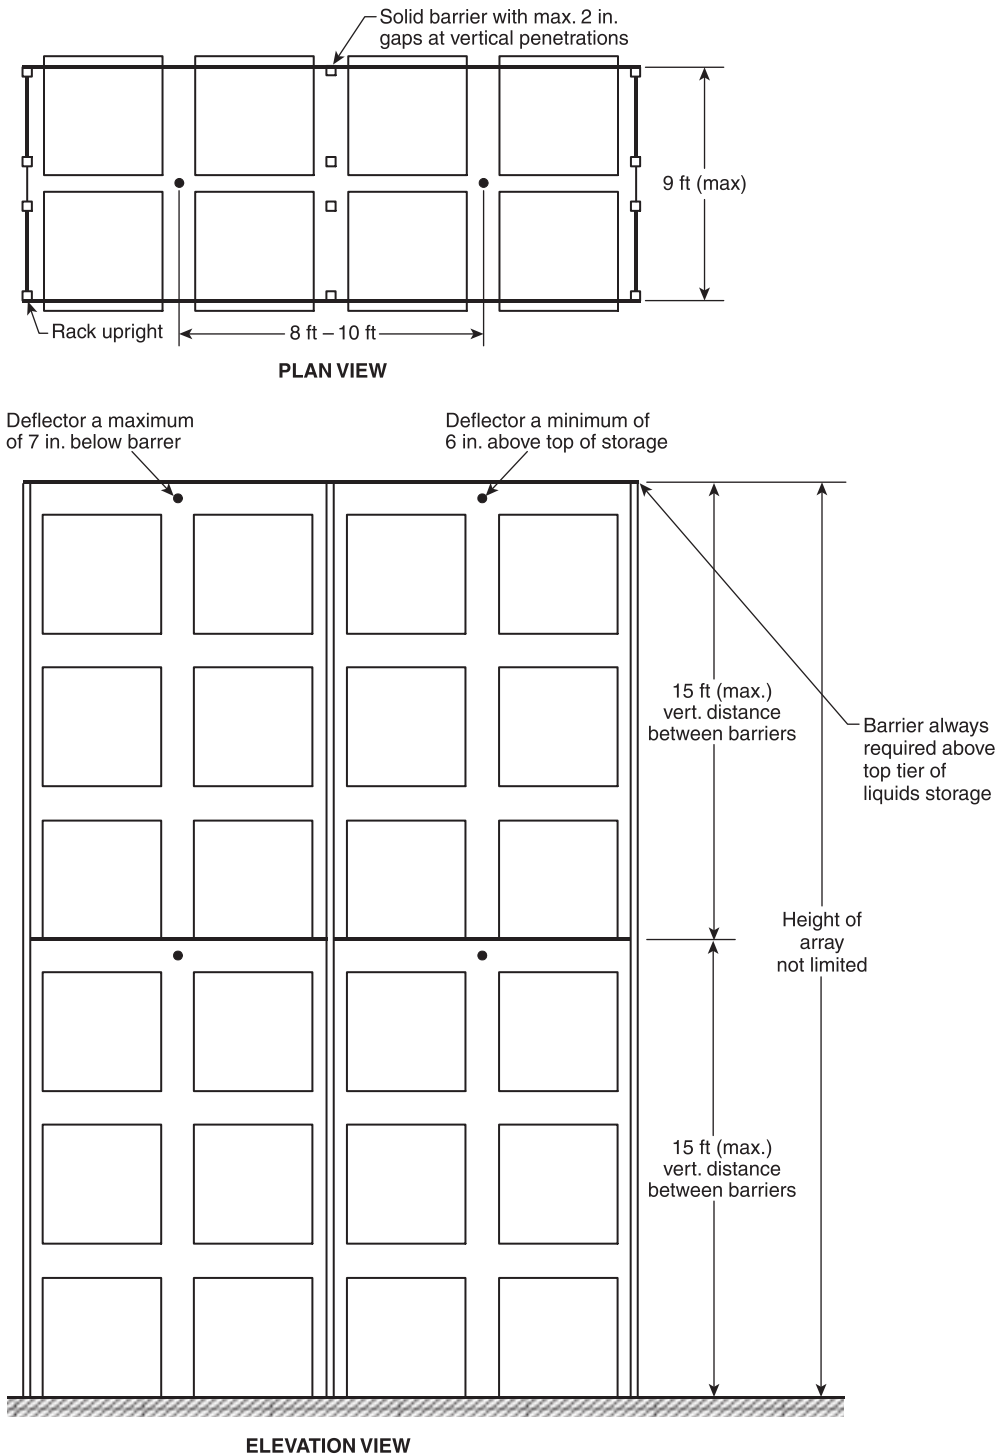 Solid barrier with max. 2 in.
gaps at vertical penetrations
9 ft (max)
Rack upright
8 ft – 10 ft
PLAN VIEW
Deflector a maximum
of 7 in. below barrer
Deflector a minimum of
6 in. above top of storage
15 ft (max.)
vert. distance
between barriers
Barrier always
required above
top tier of
liquids storage
Height of
array
not limited
15 ft (max.)
vert. distance
between barriers
ELEVATION VIEW